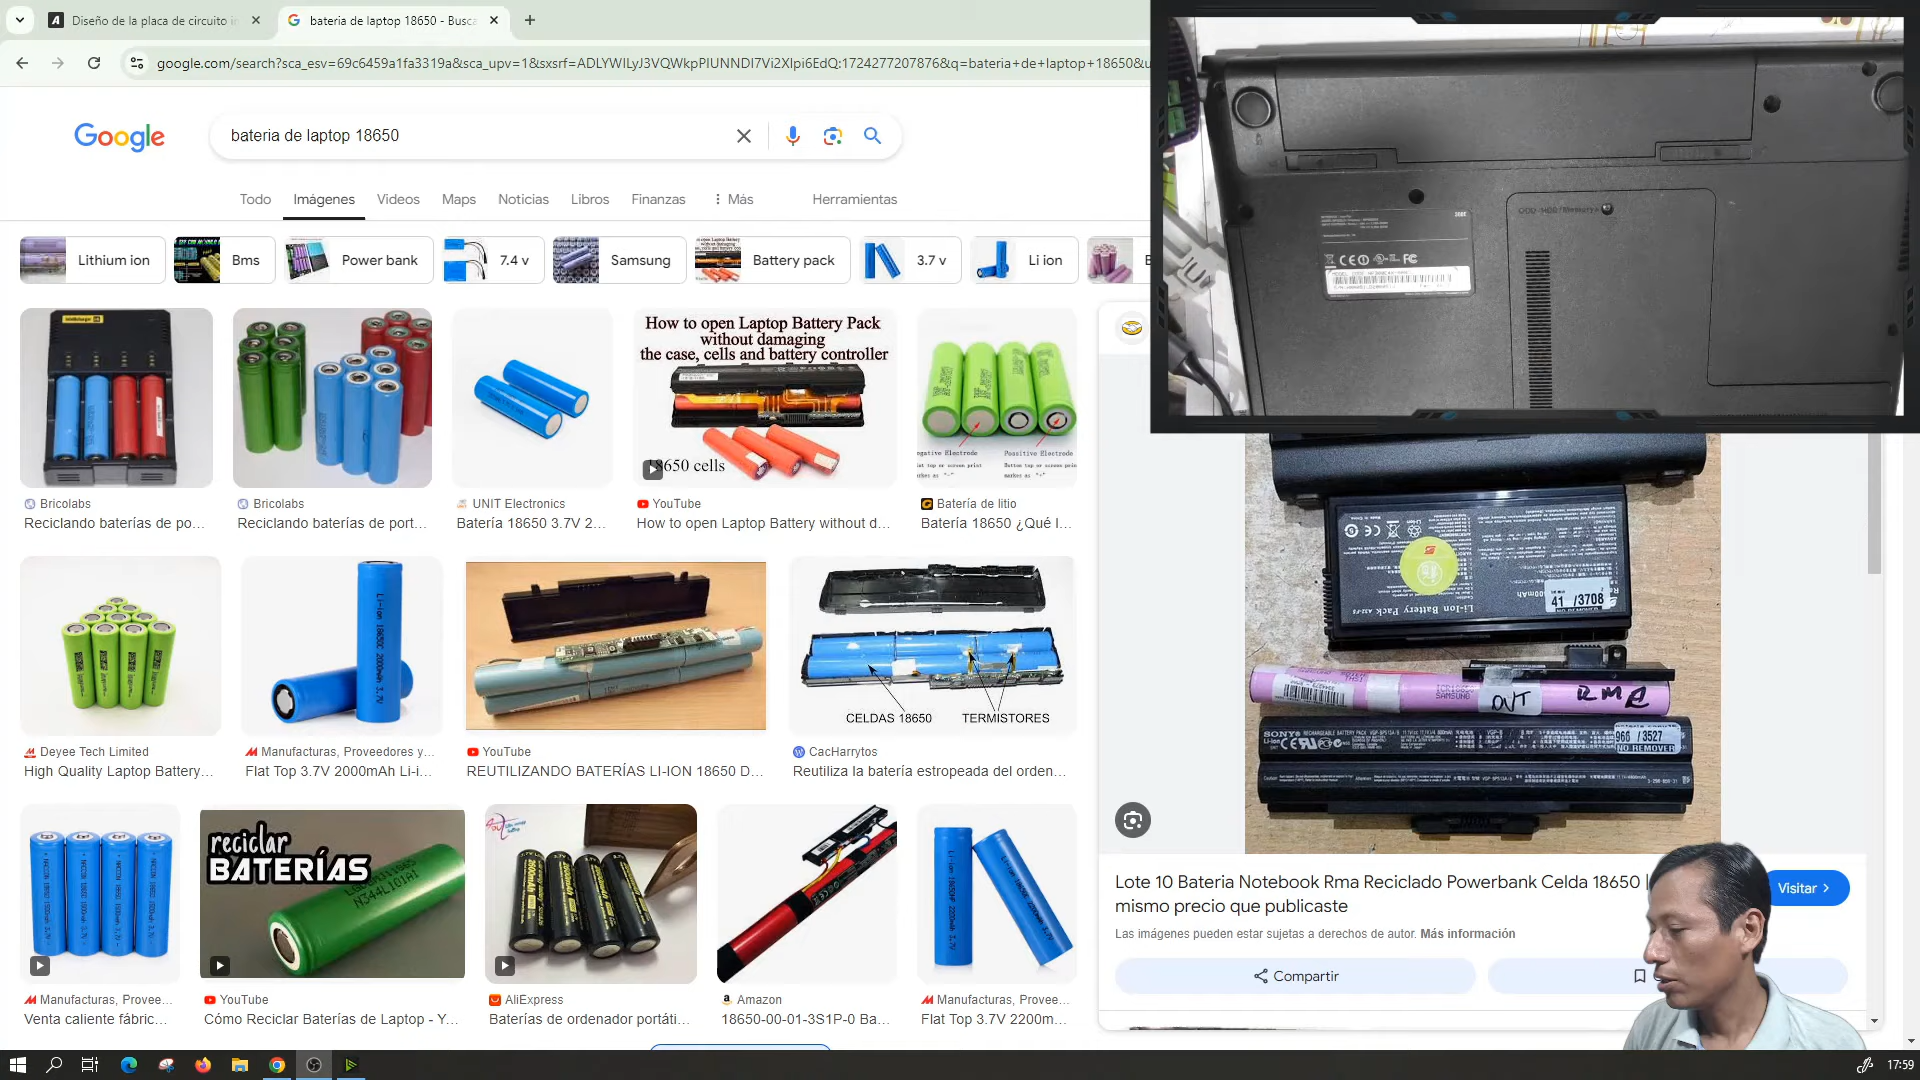 Diseño de la placa de circuito in
bateria de laptop 18650 - Busca
google.com/search?sca_esv=69c6459a1fa3319a&sca_upv=1&sxsrf=ADLYWILyJ3VQWkpPIUNNDI7Vi2XIpi6EdQ:1724277207876&q=bateria+de+laptop+18650&u
Google
bateria de laptop 18650
Todo
Imágenes
Videos
Maps
Noticias
Libros
Finanzas
Más
Herramientas
Lithium ion
Bms
Power bank
7.4 v
Samsung
Battery pack
3.7 v
Li ion
How to open Laptop Battery Pack
without damaging
the case, cells and battery controller
18650 cells
Bricolabs
Reciclando baterías de po...
Bricolabs
Reciclando baterías de port...
UNIT Electronics
Batería 18650 3.7V 2...
YouTube
How to open Laptop Battery without d...
Batería de litio
Batería 18650 ¿Qué l...
CELDAS 18650
TERMISTORES
Deyee Tech Limited
High Quality Laptop Battery...
Manufacturas, Proveedores y...
Flat Top 3.7V 2000mAh Li-i...
YouTube
REUTILIZANDO BATERÍAS LI-ION 18650 D...
CacHarrytos
Reutiliza la batería estropeada del orden...
reciclar
BATERÍAS
Manufacturas, Provee...
Venta caliente fábric...
YouTube
Cómo Reciclar Baterías de Laptop - Y...
AliExpress
Baterías de ordenador portáti...
Amazon
18650-00-01-3S1P-0 Ba...
Manufacturas, Provee...
Flat Top 3.7V 2200m...
FC
Li-ion Battery Pack
41 /3708
SAMSUNG
OUT
RMA
SONY
966 /3527
NO REMOVER
Lote 10 Bateria Notebook Rma Reciclado Powerbank Celda 18650 |
mismo precio que publicaste
Visitar
Las imágenes pueden estar sujetas a derechos de autor. Más información
Compartir
17:59